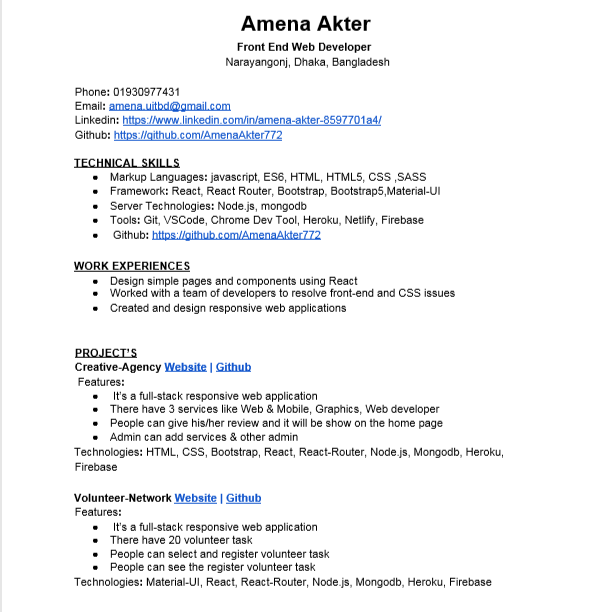 Amena Akter
Front End Web Developer
Narayangonj, Dhaka, Bangladesh
Phone: 01930977431
Email: amena.uitbd@gmail.com
Linkedin: https://www.linkedin.com/in/amena-akter-8597701a4/
Github: https://github.com/AmenaAkter772
TECHNICAL SKILLS
● Markup Languages: javascript, ES6, HTML, HTML5, CSS ,SASS
● Framework: React, React Router, Bootstrap, Bootstrap5,Material-UI
● Server Technologies: Node.js, mongodb
● Tools: Git, VSCode, Chrome Dev Tool, Heroku, Netlify, Firebase
● Github: https://github.com/AmenaAkter772
WORK EXPERIENCES
● Design simple pages and components using React
● Worked with a team of developers to resolve front-end and CSS issues
● Created and design responsive web applications
PROJECT'S
Creative-Agency Website | Github
Features:
● It's a full-stack responsive web application
● There have 3 services like Web & Mobile, Graphics, Web developer
● People can give his/her review and it will be show on the home page
● Admin can add services & other admin
Technologies: HTML, CSS, Bootstrap, React, React-Router, Node.js, Mongodb, Heroku,
Firebase
Volunteer-Network Website | Github
Features:
● It's a full-stack responsive web application
● There have 20 volunteer task
● People can select and register volunteer task
● People can see the register volunteer task
Technologies: Material-UI, React, React-Router, Node.js, Mongodb, Heroku, Firebase